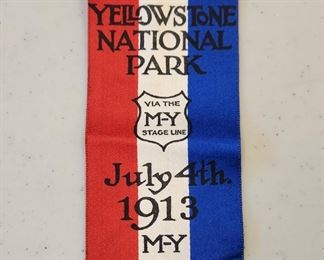 YELLOWSTONE
NATIONAL
PARK
VIA THE
M-Y
STAGE LINE
July 4th.
1913
M-Y